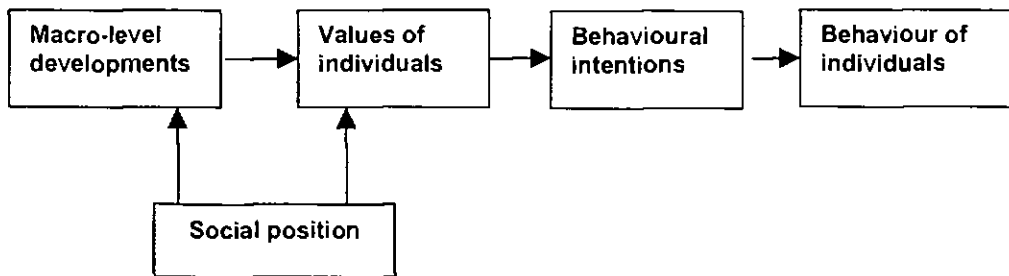 Macro-level
developments
Values of
individuals
Behavioural
intentions
Behaviour of
individuals
Social position